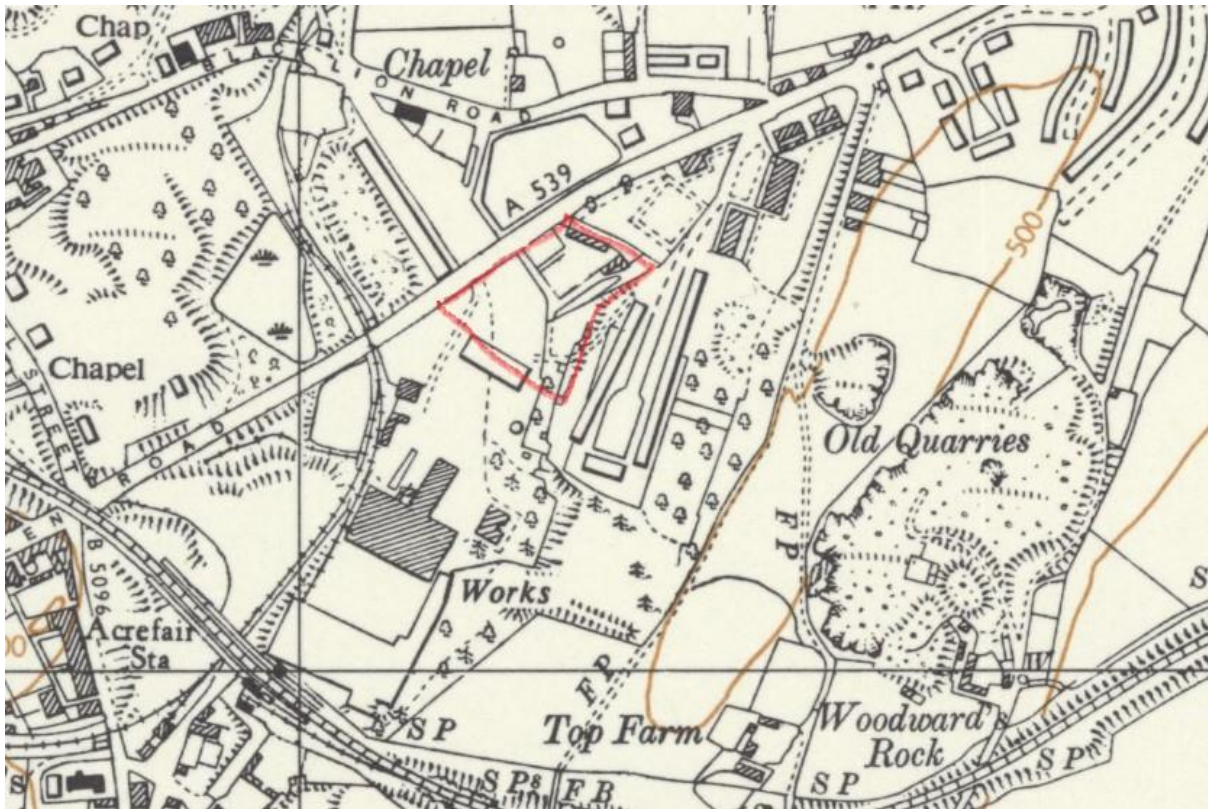 Chap
BLACK LION ROAD
Chapel
A 539
500
Chapel
STREET
ROAD
Old Quarries
F P
B 5096
Works
Acrefair
Sta
F P
W
S P
Top Farm
Woodward's
Rock
S P
S P
S P
S Ps
F B